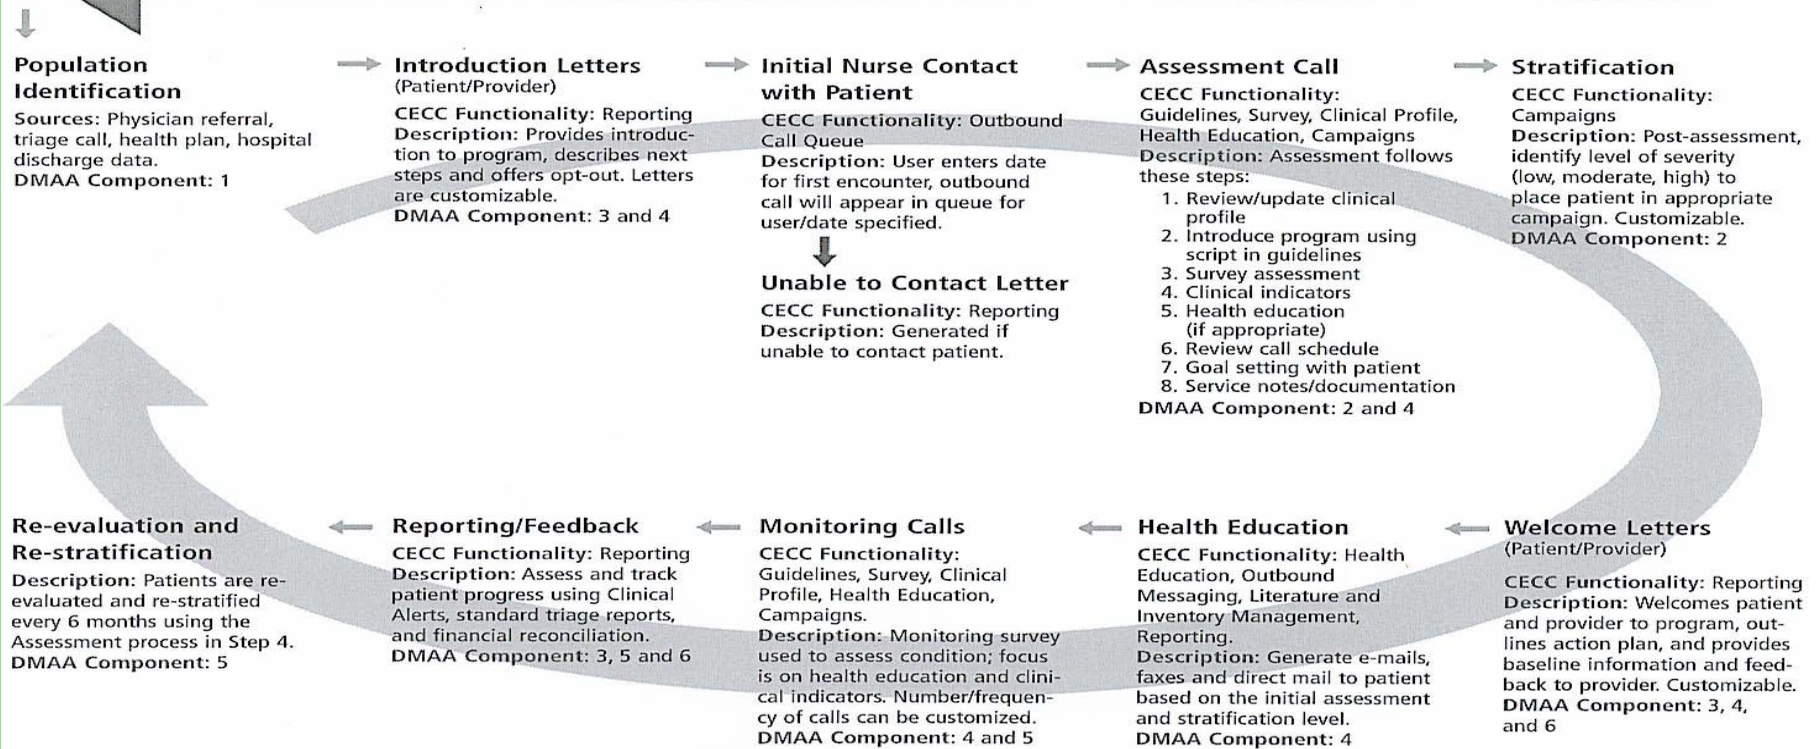 Population
Identification
Sources: Physician referral,
triage call, health plan, hospital
discharge data.
DMAA Component: 1
Introduction Letters
(Patient/Provider)
CECC Functionality: Reporting
Description: Provides introduc-
tion to program, describes next
steps and offers opt-out. Letters
are customizable.
DMAA Component: 3 and 4
Initial Nurse Contact
with Patient
CECC Functionality: Outbound
Call Queue
Description: User enters date
for first encounter, outbound
call will appear in queue for
user/date specified.
Unable to Contact Letter
CECC Functionality: Reporting
Description: Generated if
unable to contact patient.
Assessment Call
CECC Functionality:
Guidelines, Survey, Clinical Profile,
Health Education, Campaigns
Description: Assessment follows
these steps:
1. Review/update clinical
profile
2. Introduce program using
script in guidelines
3. Survey assessment
4. Clinical indicators
5. Health education
(if appropriate)
6. Review call schedule
7. Goal setting with patient
8. Service notes/documentation
DMAA Component: 2 and 4
Stratification
CECC Functionality:
Campaigns
Description: Post-assessment,
identify level of severity
(low, moderate, high) to
place patient in appropriate
campaign. Customizable.
DMAA Component: 2
Re-evaluation and
Re-stratification
Description: Patients are re-
evaluated and re-stratified
every 6 months using the
Assessment process in Step 4.
DMAA Component: 5
Reporting/Feedback
CECC Functionality: Reporting
Description: Assess and track
patient progress using Clinical
Alerts, standard triage reports,
and financial reconciliation.
DMAA Component: 3, 5 and 6
Monitoring Calls
CECC Functionality:
Guidelines, Survey, Clinical
Profile, Health Education,
Campaigns.
Description: Monitoring survey
used to assess condition; focus
is on health education and clini-
cal indicators. Number/frequen-
cy of calls can be customized.
DMAA Component: 4 and 5
Health Education
CECC Functionality: Health
Education, Outbound
Messaging, Literature and
Inventory Management,
Reporting.
Description: Generate e-mails,
faxes and direct mail to patient
based on the initial assessment
and stratification level.
DMAA Component: 4
Welcome Letters
(Patient/Provider)
CECC Functionality: Reporting
Description: Welcomes patient
and provider to program, out-
lines action plan, and provides
baseline information and feed-
back to provider. Customizable.
DMAA Component: 3, 4,
and 6